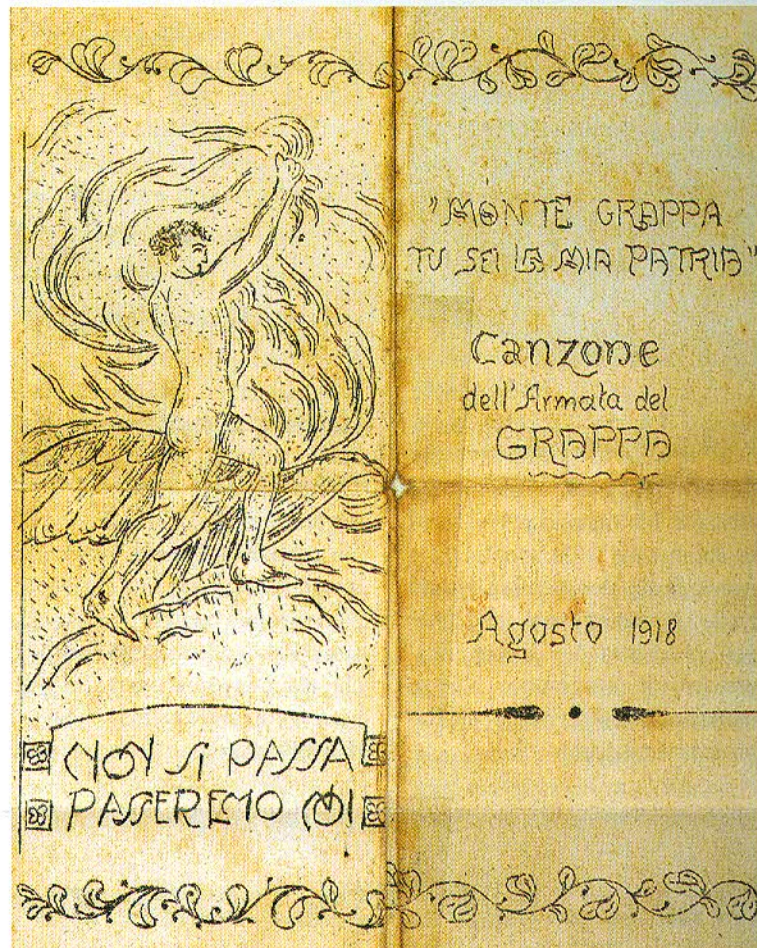 "MONTE GRAPPA
TU SEI LA MIA PATRIA"
Canzone
dell'Armata del
GRAPPA
Agosto 1918
NON SI PASSA
PASSEREMO NOI